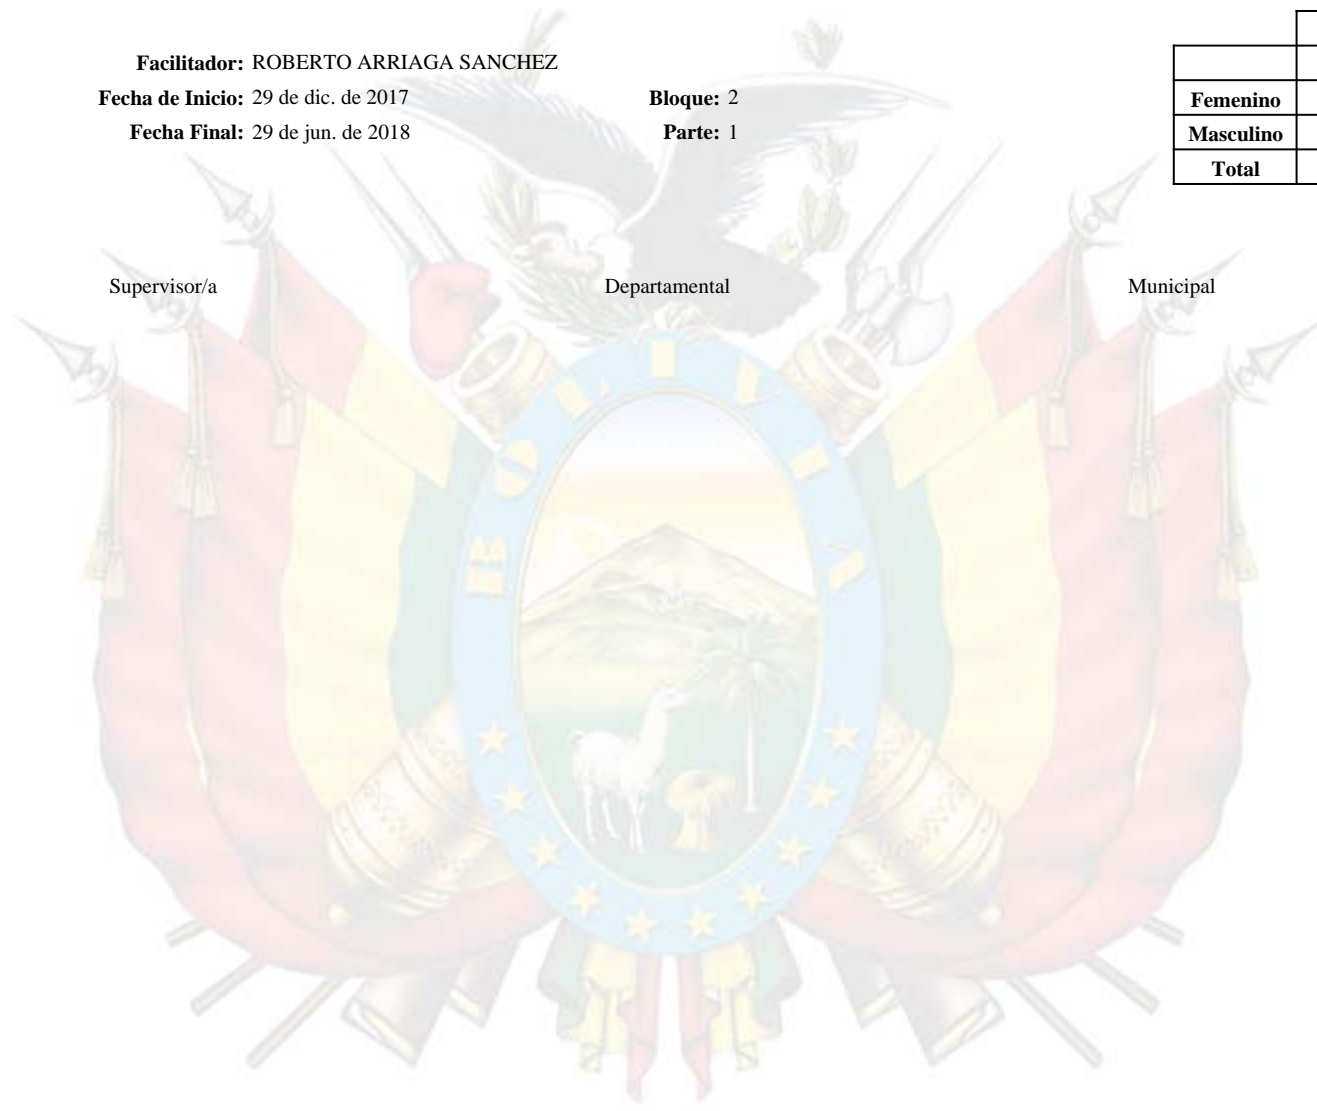 Facilitador: ROBERTO ARRIAGA SANCHEZ
Fecha de Inicio: 29 de dic. de 2017 Bloque: 2
Femenino
Fecha Final: 29 de jun. de 2018 Parte: 1
Masculino
Total
Supervisor/a Departamental Municipal
BOLIVIA